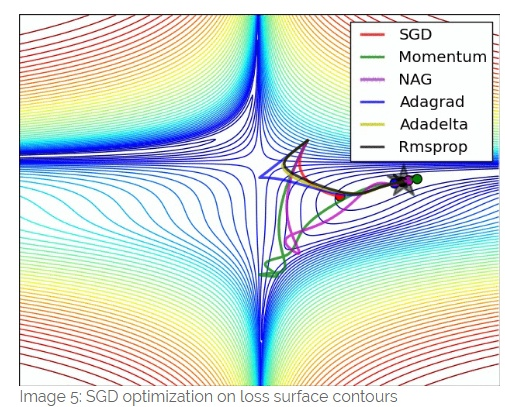 SGD
Momentum
NAG
Adagrad
Adadelta
Rmsprop
Image 5: SGD optimization on loss surface contours